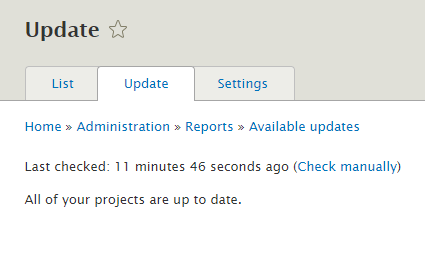 Update
List Update Settings
Home » Administration » Reports » Available updates
Last checked: 11 minutes 46 seconds ago (Check manually)
All of your projects are up to date.